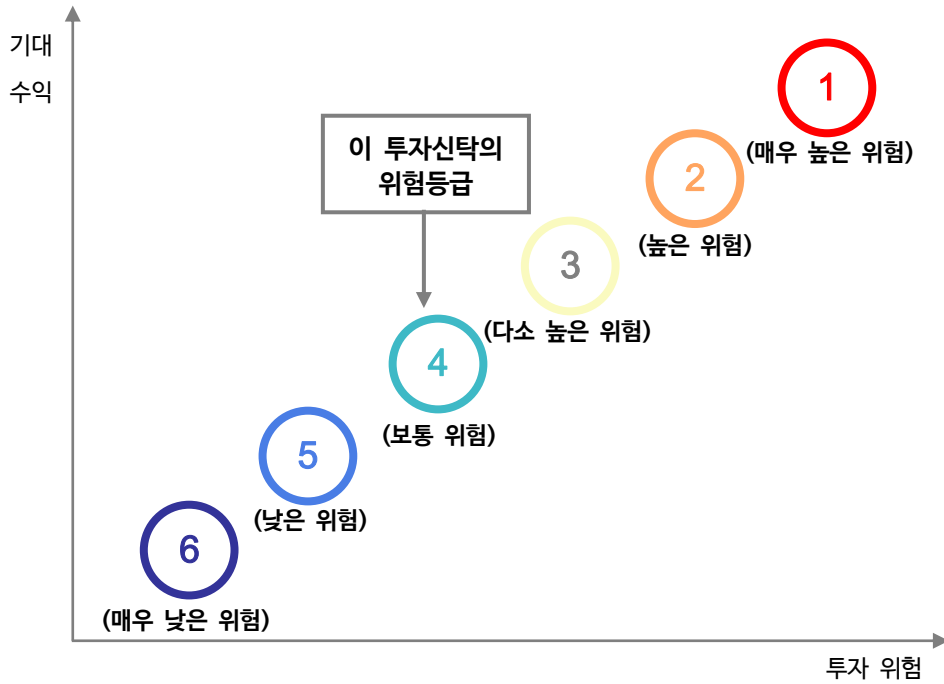 기대
수익
1
(매우 높은 위험)
이 투자신탁의
위험등급
2
(높은 위험)
3
(다소 높은 위험)
4
(보통 위험)
5
(낮은 위험)
6
(매우 낮은 위험)
투자 위험